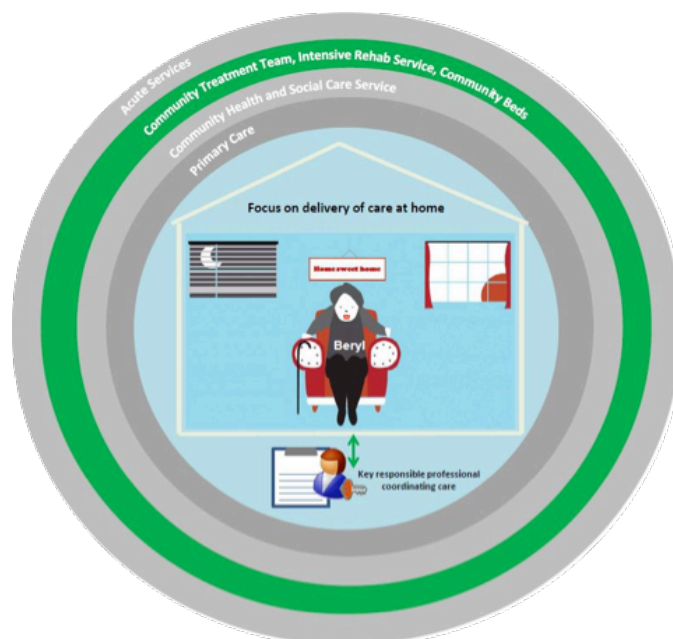 Acute Services
Community Treatment Team, Intensive Rehab Service, Community Beds
Community Health and Social Care Service
Primary Care
Focus on delivery of care at home
Home sweet home
Beryl
Key responsible professional
coordinating care